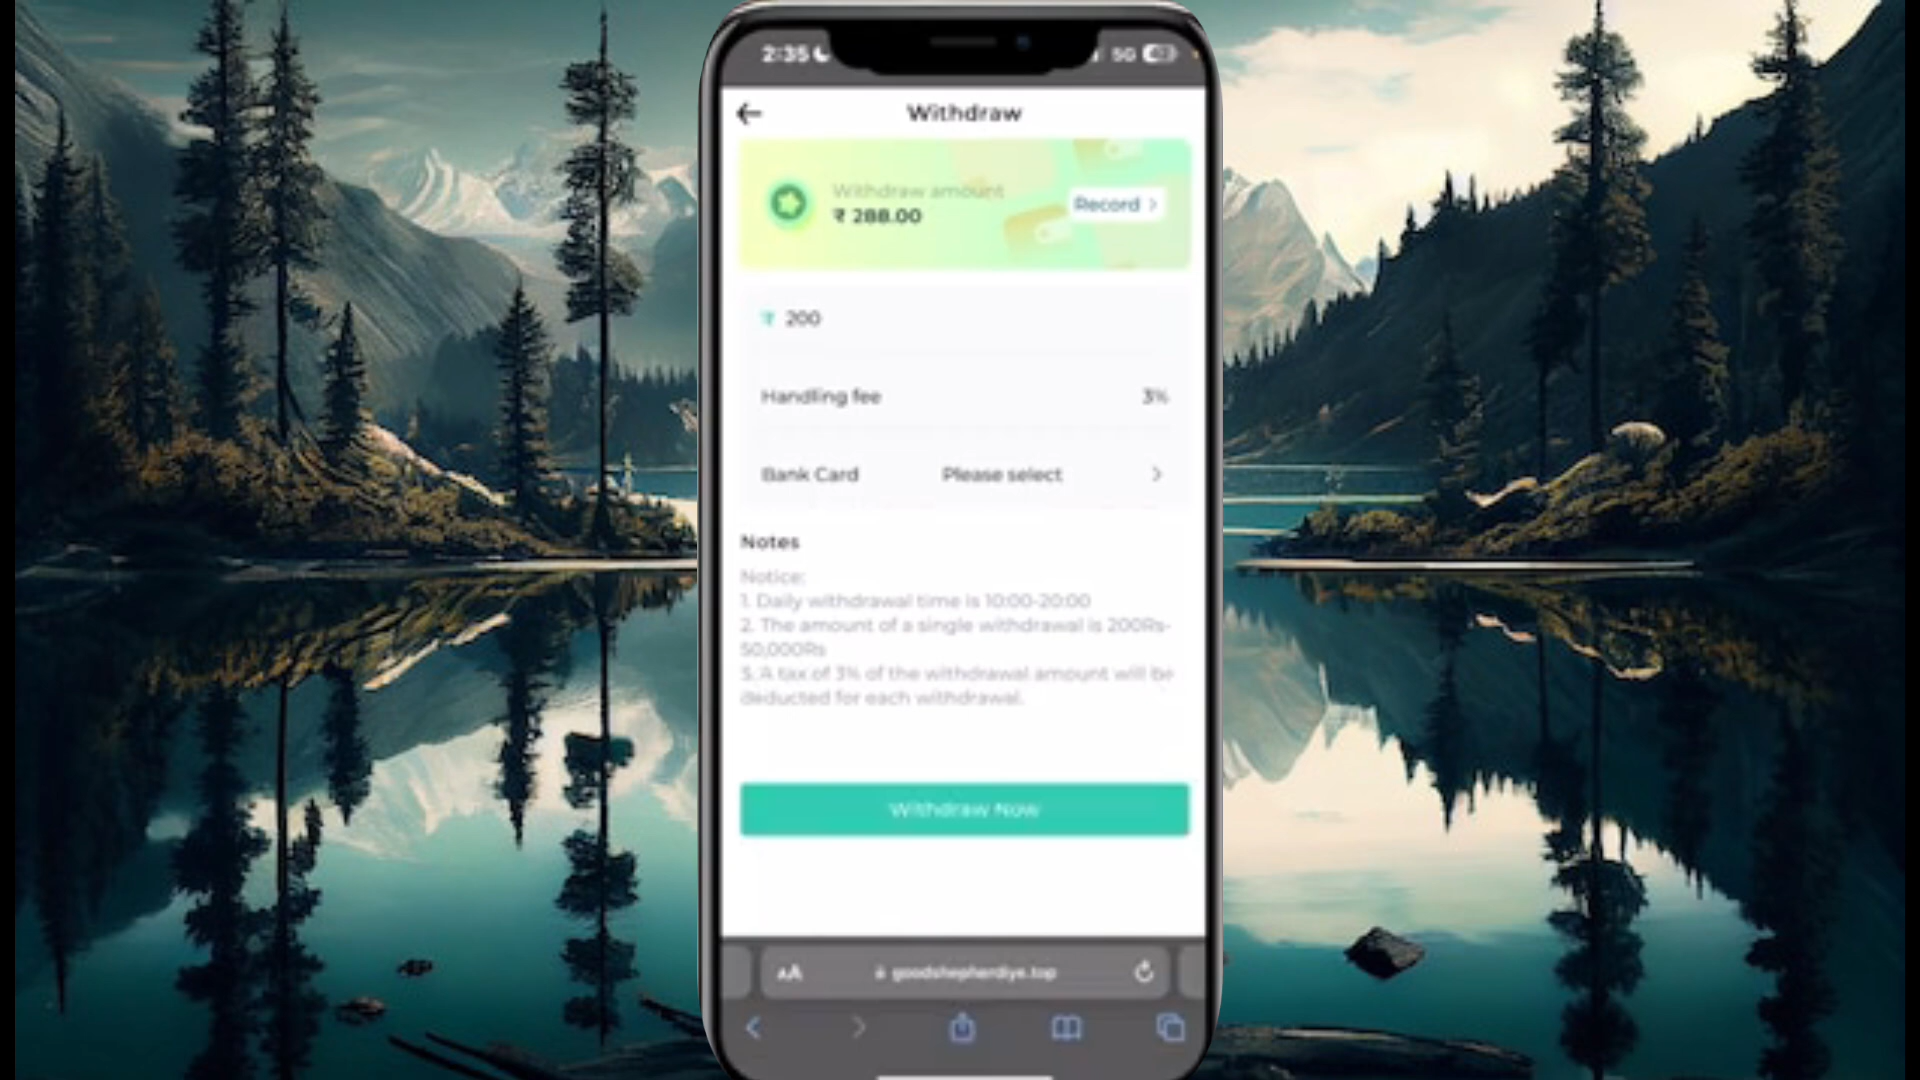 2:35
5G
Withdraw
Withdraw amount
₹ 288.00
Record >
₹ 200
Handling fee 3%
Bank Card Please select >
Notes
Notice:
1. Daily withdrawal time is 10:00-20:00
2. The amount of a single withdrawal is 200Rs-
50,000Rs
3. A tax of 3% of the withdrawal amount will be
deducted for each withdrawal.
Withdraw Now
AA goodshepherdiye.top